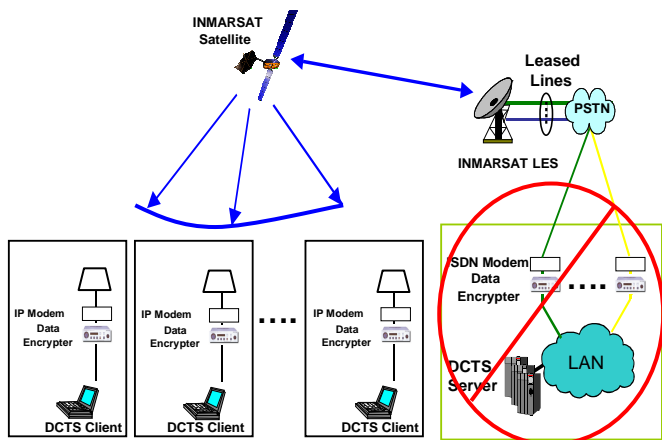 INMARSAT
Satellite
Leased
Lines
PSTN
INMARSAT LES
ISDN Modem
Data
Encrypter
....
LAN
DCTS
Server
IP Modem
Data
Encrypter
DCTS Client
IP Modem
Data
Encrypter
DCTS Client
....
IP Modem
Data
Encrypter
DCTS Client